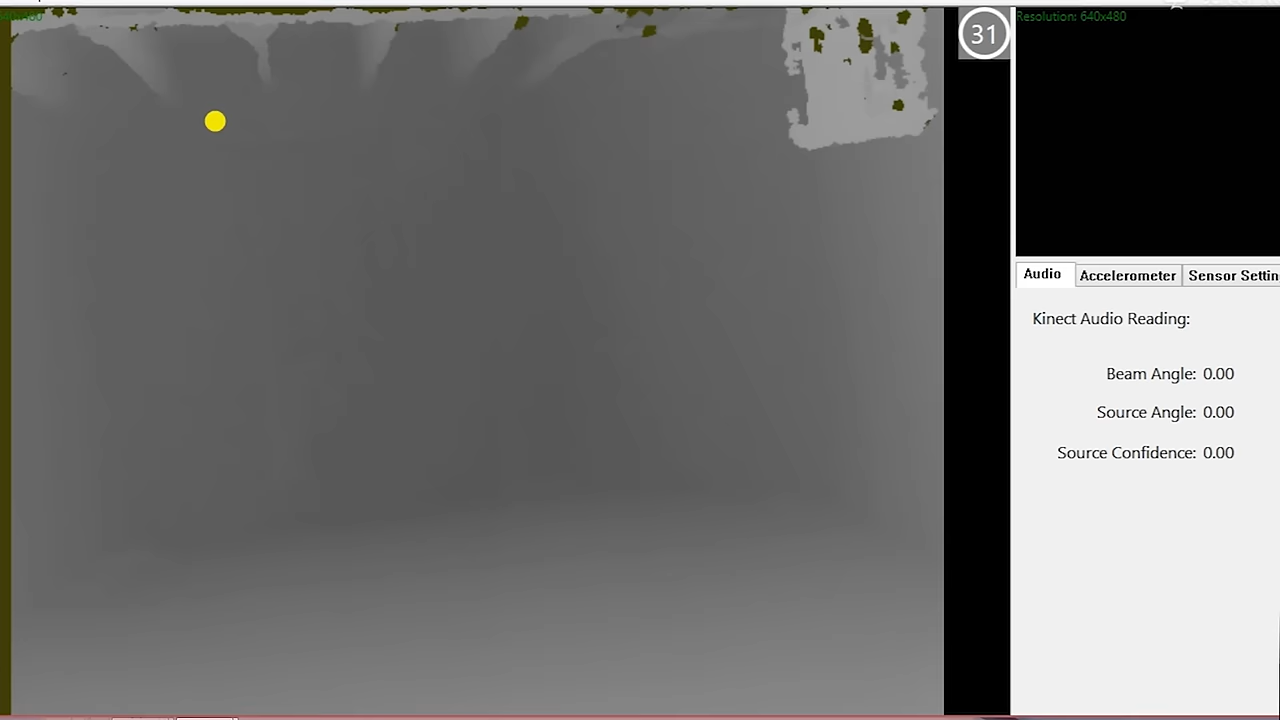 31
Resolution: 640x480
Audio
Accelerometer
Sensor Settin
Kinect Audio Reading:
Beam Angle: 0.00
Source Angle: 0.00
Source Confidence: 0.00